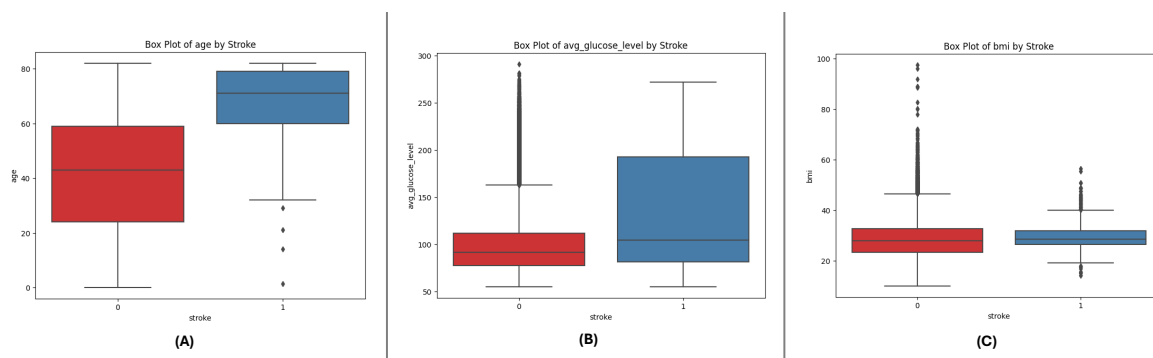 Box Plot of age by Stroke
80
60
40
20
0
age
0 1
stroke
(A)
Box Plot of avg_glucose_level by Stroke
300
250
200
150
100
50
avg_glucose_level
0 1
stroke
(B)
Box Plot of bmi by Stroke
100
80
60
40
20
bmi
0 1
stroke
(C)